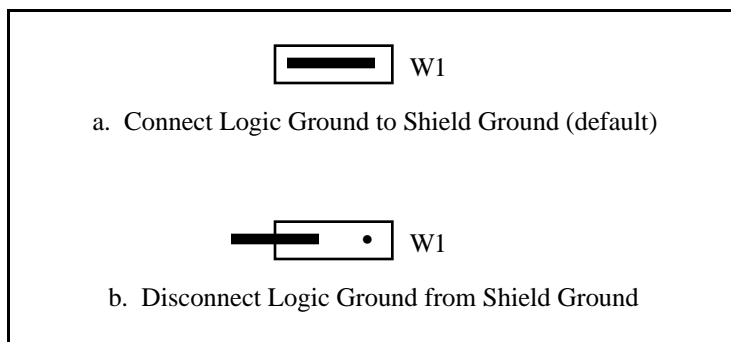 W1
a. Connect Logic Ground to Shield Ground (default)
W1
b. Disconnect Logic Ground from Shield Ground